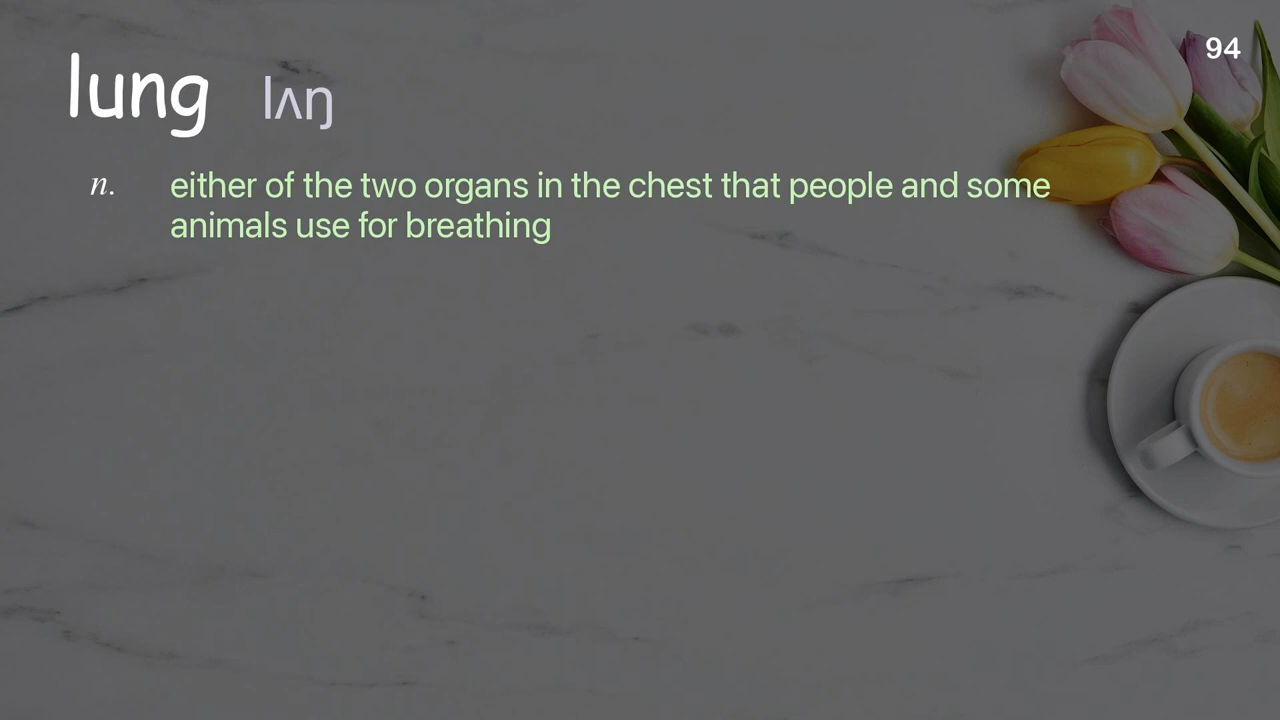 94
lung lʌŋ
n. either of the two organs in the chest that people and some
animals use for breathing